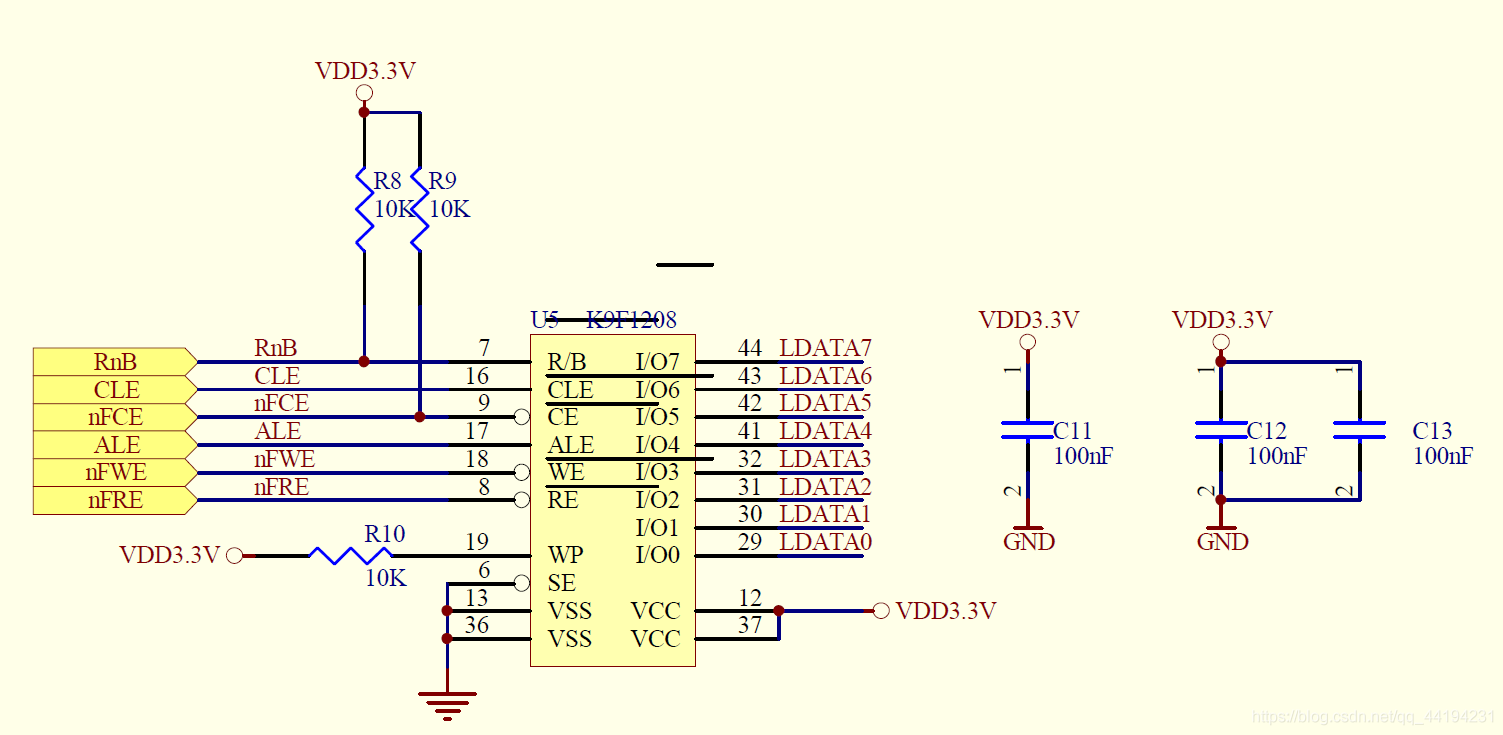 VDD3.3V
R8
10K
R9
10K
U5 K9F1208
RnB RnB 7 R/B I/O7 44 LDATA7
CLE CLE 16 CLE I/O6 43 LDATA6
nFCE nFCE 9 CE I/O5 42 LDATA5
ALE ALE 17 ALE I/O4 41 LDATA4
nFWE nFWE 18 WE I/O3 32 LDATA3
nFRE nFRE 8 RE I/O2 31 LDATA2
I/O1 30 LDATA1
VDD3.3V R10 19 WP I/O0 29 LDATA0
10K
6 SE
13 VSS VCC 12 VDD3.3V
36 VSS VCC 37
VDD3.3V
1
C11
100nF
2
GND
VDD3.3V
1
C12
100nF
2
GND
1
C13
100nF
2
https://blog.csdn.net/qq_44194231